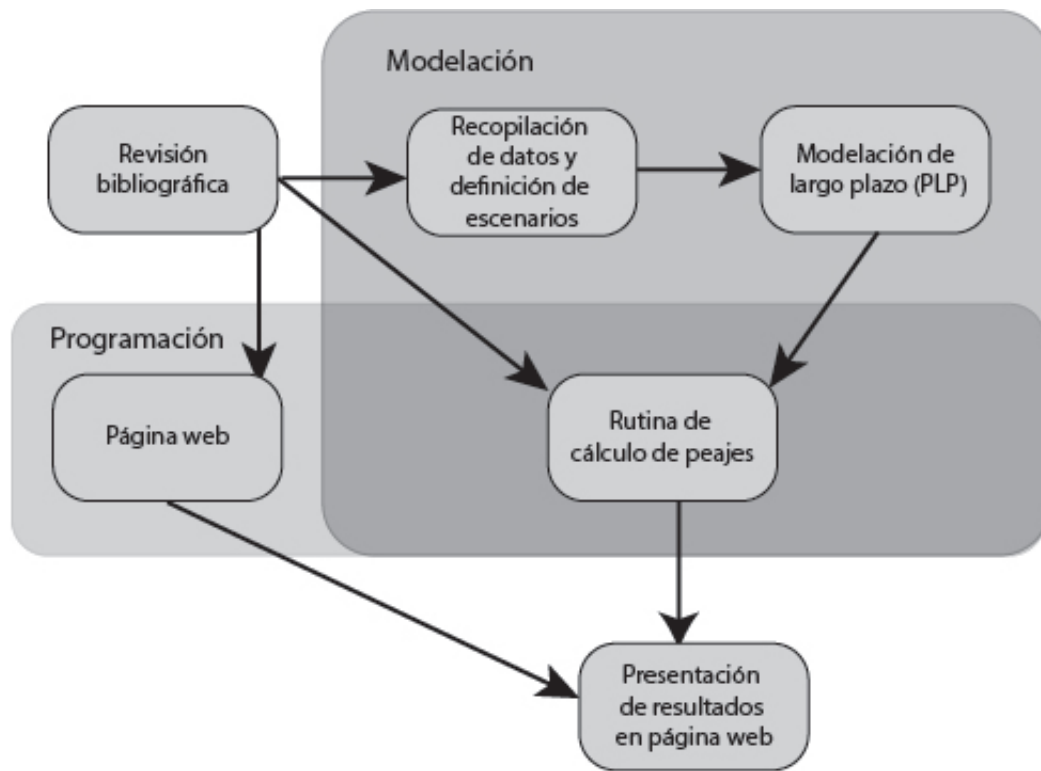 Modelación
Revisión
bibliográfica
Recopilación
de datos y
definición de
escenarios
Modelación de
largo plazo (PLP)
Programación
Página web
Rutina de
cálculo de peajes
Presentación
de resultados
en página web